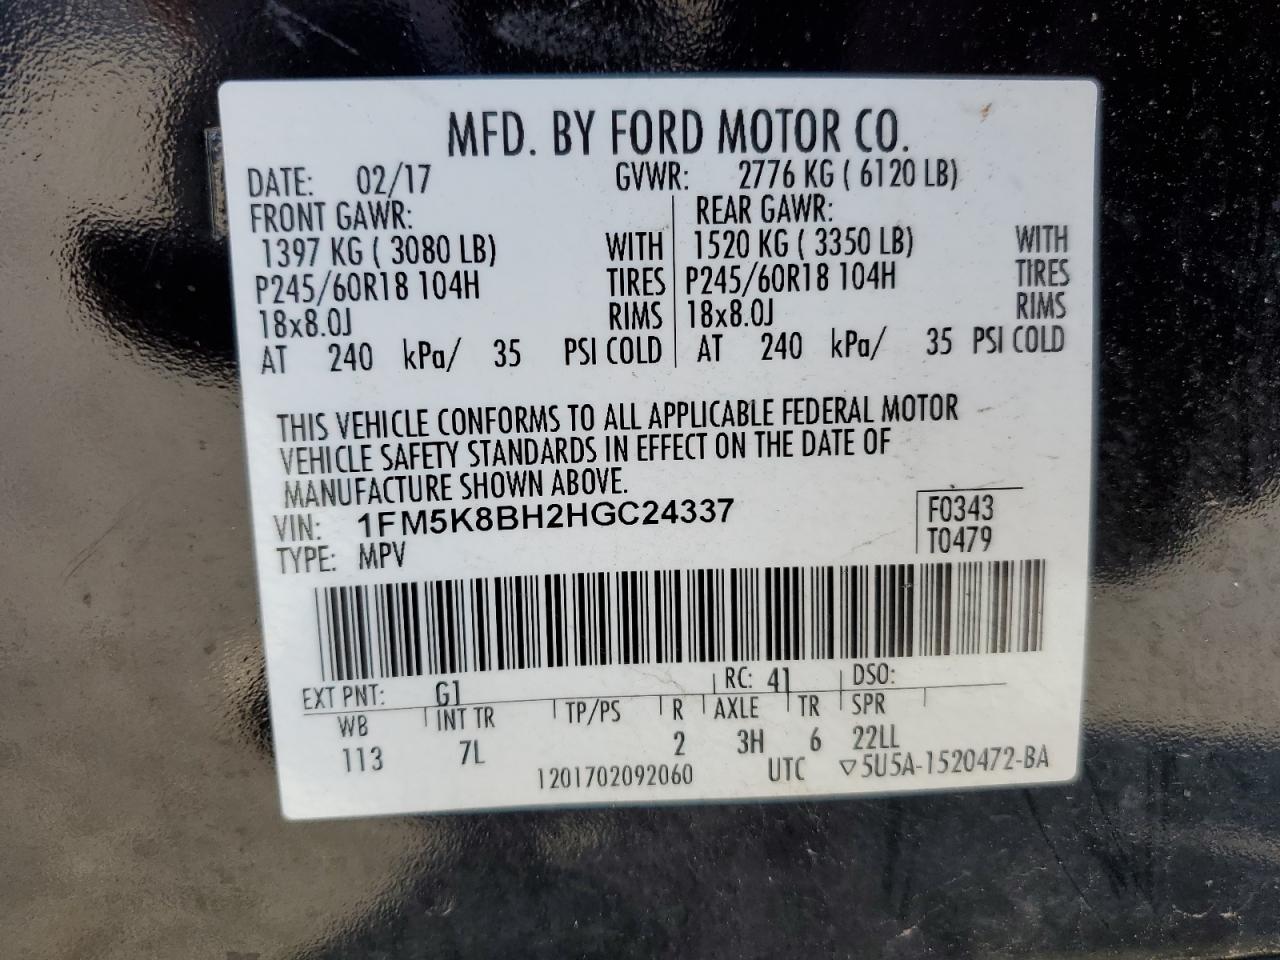 MFD. BY FORD MOTOR CO.
DATE: 02/17 GVWR: 2776 KG ( 6120 LB)
FRONT GAWR: REAR GAWR:
1397 KG ( 3080 LB) WITH 1520 KG ( 3350 LB) WITH
P245/60R18 104H TIRES P245/60R18 104H TIRES
18x8.0J RIMS 18x8.0J RIMS
AT 240 kPa/ 35 PSI COLD AT 240 kPa/ 35 PSI COLD
THIS VEHICLE CONFORMS TO ALL APPLICABLE FEDERAL MOTOR
VEHICLE SAFETY STANDARDS IN EFFECT ON THE DATE OF
MANUFACTURE SHOWN ABOVE.
VIN: 1FM5K8BH2HGC24337 F0343
TYPE: MPV T0479
EXT PNT: G1 RC: 41 DSO:
WB INT TR TP/PS R AXLE TR SPR
113 7L 2 3H 6 22LL
1201702092060 UTC ▽5U5A-1520472-BA